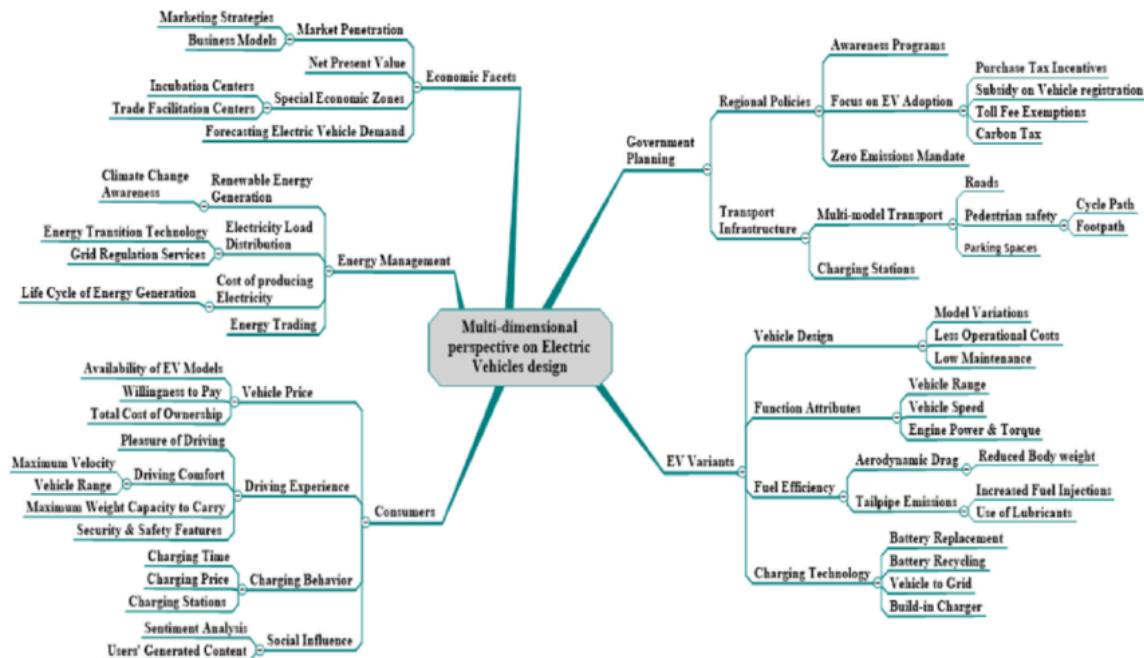 Marketing Strategies
Business Models
Market Penetration
Net Present Value
Incubation Centers
Trade Facilitation Centers
Special Economic Zones
Forecasting Electric Vehicle Demand
Economic Facets
Climate Change
Awareness
Renewable Energy
Generation
Energy Transition Technology
Grid Regulation Services
Electricity Load
Distribution
Life Cycle of Energy Generation
Cost of producing
Electricity
Energy Trading
Energy Management
Multi-dimensional
perspective on Electric
Vehicles design
Availability of EV Models
Willingness to Pay
Total Cost of Ownership
Vehicle Price
Pleasure of Driving
Maximum Velocity
Vehicle Range
Driving Comfort
Maximum Weight Capacity to Carry
Security & Safety Features
Driving Experience
Consumers
Charging Time
Charging Price
Charging Stations
Charging Behavior
Sentiment Analysis
Users' Generated Content
Social Influence
Government
Planning
Regional Policies
Awareness Programs
Focus on EV Adoption
Purchase Tax Incentives
Subsidy on Vehicle registration
Toll Fee Exemptions
Carbon Tax
Zero Emissions Mandate
Transport
Infrastructure
Multi-model Transport
Roads
Pedestrian safety
Cycle Path
Footpath
Parking Spaces
Charging Stations
EV Variants
Vehicle Design
Model Variations
Less Operational Costs
Low Maintenance
Function Attributes
Vehicle Range
Vehicle Speed
Engine Power & Torque
Fuel Efficiency
Aerodynamic Drag
Reduced Body weight
Tailpipe Emissions
Increased Fuel Injections
Use of Lubricants
Charging Technology
Battery Replacement
Battery Recycling
Vehicle to Grid
Build-in Charger